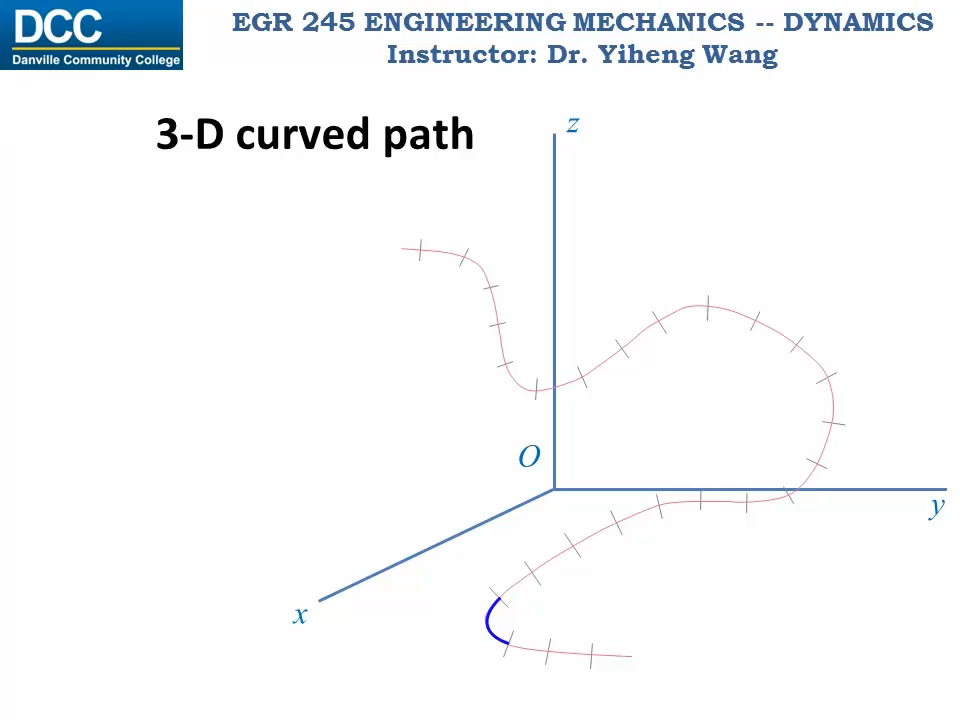 DCC
Danville Community College
EGR 245 ENGINEERING MECHANICS -- DYNAMICS
Instructor: Dr. Yiheng Wang
3-D curved path
z
O
y
x